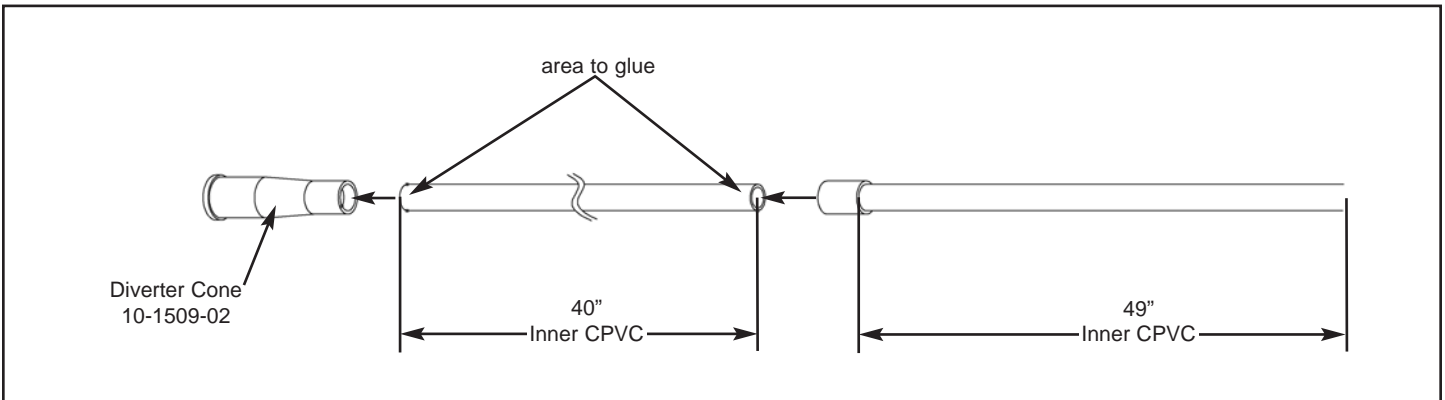 area to glue
Diverter Cone
10-1509-02
40”
Inner CPVC
49”
Inner CPVC